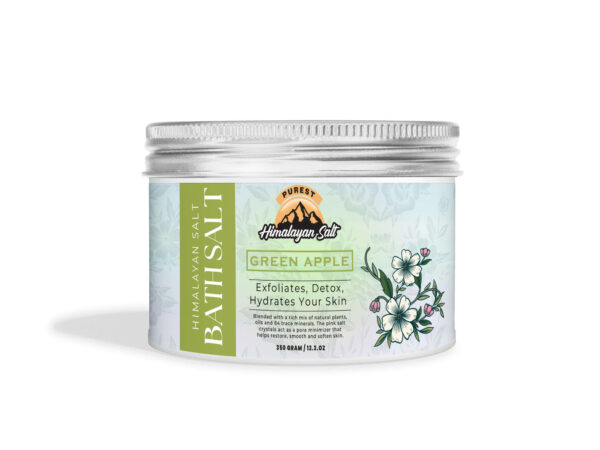 HIMALAYAN SALT
BATH SALT
PUREST
Himalayan Salt
GREEN APPLE
Exfoliates, Detox,
Hydrates Your Skin
Blended with a rich mix of natural plants,
oils and 84 trace minerals. The pink salt
crystals act as a pore minimizer that
helps restore, smooth and soften skin.
350 GRAM / 12.3.OZ